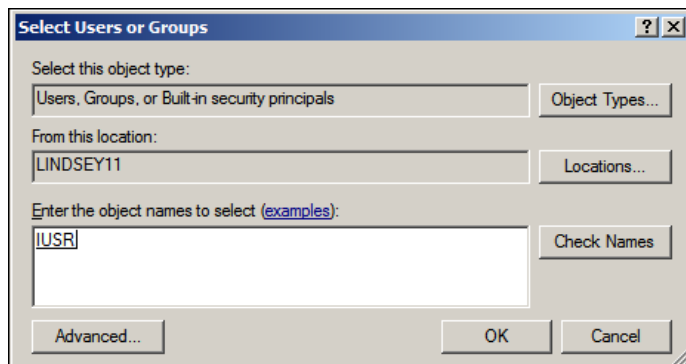 Select Users or Groups
Select this object type:
Users, Groups, or Built-in security principals
Object Types...
From this location:
LINDSEY11
Locations...
Enter the object names to select (examples):
IUSR
Check Names
Advanced...
OK
Cancel